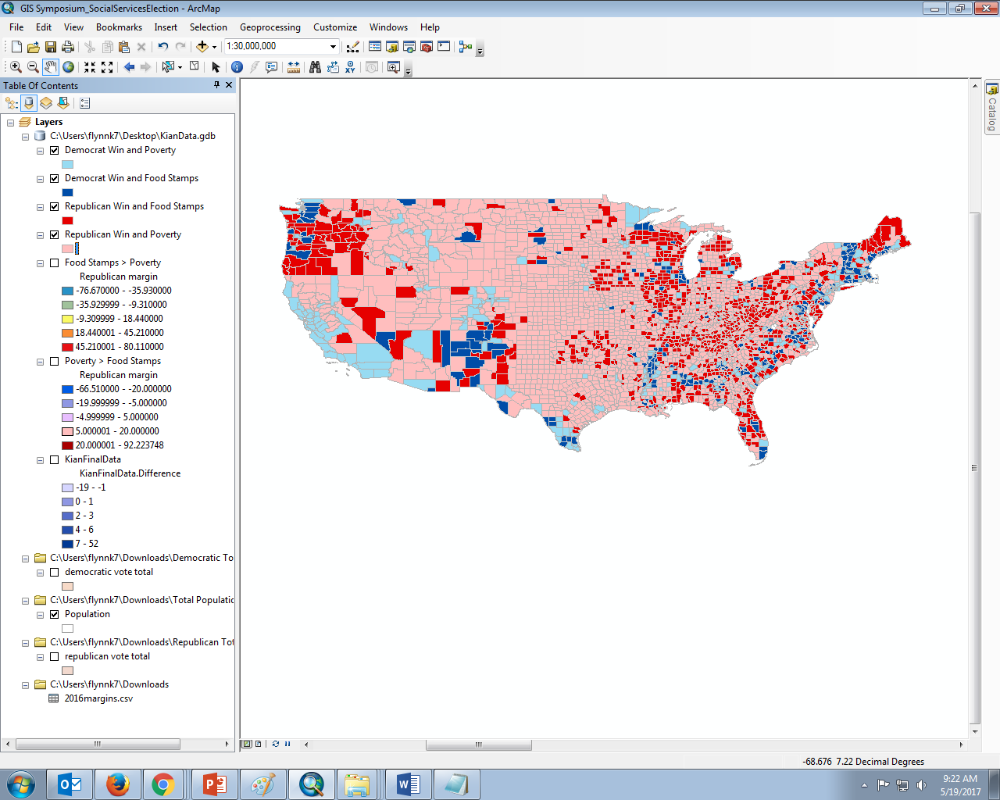 GIS Symposium_SocialServicesElection - ArcMap
File Edit View Bookmarks Insert Selection Geoprocessing Customize Windows Help
1:30,000,000
Table Of Contents
Layers
C:\Users\flynnk7\Desktop\KianData.gdb
Democrat Win and Poverty
Democrat Win and Food Stamps
Republican Win and Food Stamps
Republican Win and Poverty
Food Stamps > Poverty
Republican margin
-76.670000 - -35.930000
-35.929999 - -9.310000
-9.309999 - 18.440000
18.440001 - 45.210000
45.210001 - 80.110000
Poverty > Food Stamps
Republican margin
-66.510000 - -20.000000
-19.999999 - -5.000000
-4.999999 - 5.000000
5.000001 - 20.000000
20.000001 - 92.223748
KianFinalData
KianFinalData.Difference
-19 - -1
0 - 1
2 - 3
4 - 6
7 - 52
C:\Users\flynnk7\Downloads\Democratic To
democratic vote total
C:\Users\flynnk7\Downloads\Total Populatic
Population
C:\Users\flynnk7\Downloads\Republican Tot
republican vote total
C:\Users\flynnk7\Downloads
2016margins.csv
Catalog
-68.676 7.22 Decimal Degrees
9:22 AM
5/19/2017